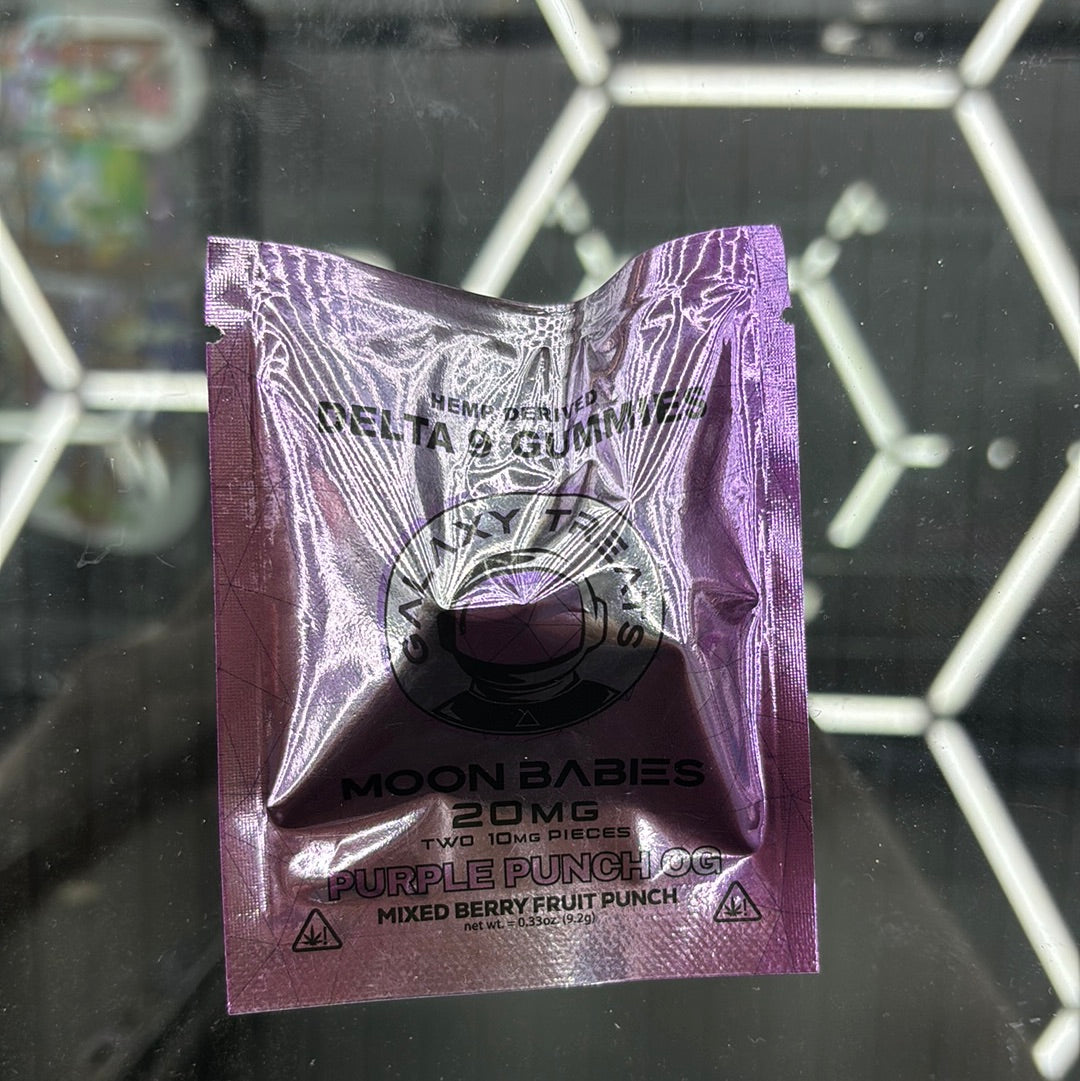 HEMP DERIVED
DELTA 9 GUMMIES
GALAXY TREATS
MOON BABIES
20MG
TWO 10MG PIECES
PURPLE PUNCH OG
MIXED BERRY FRUIT PUNCH
net wt. = 0.33oz. (9.2g)